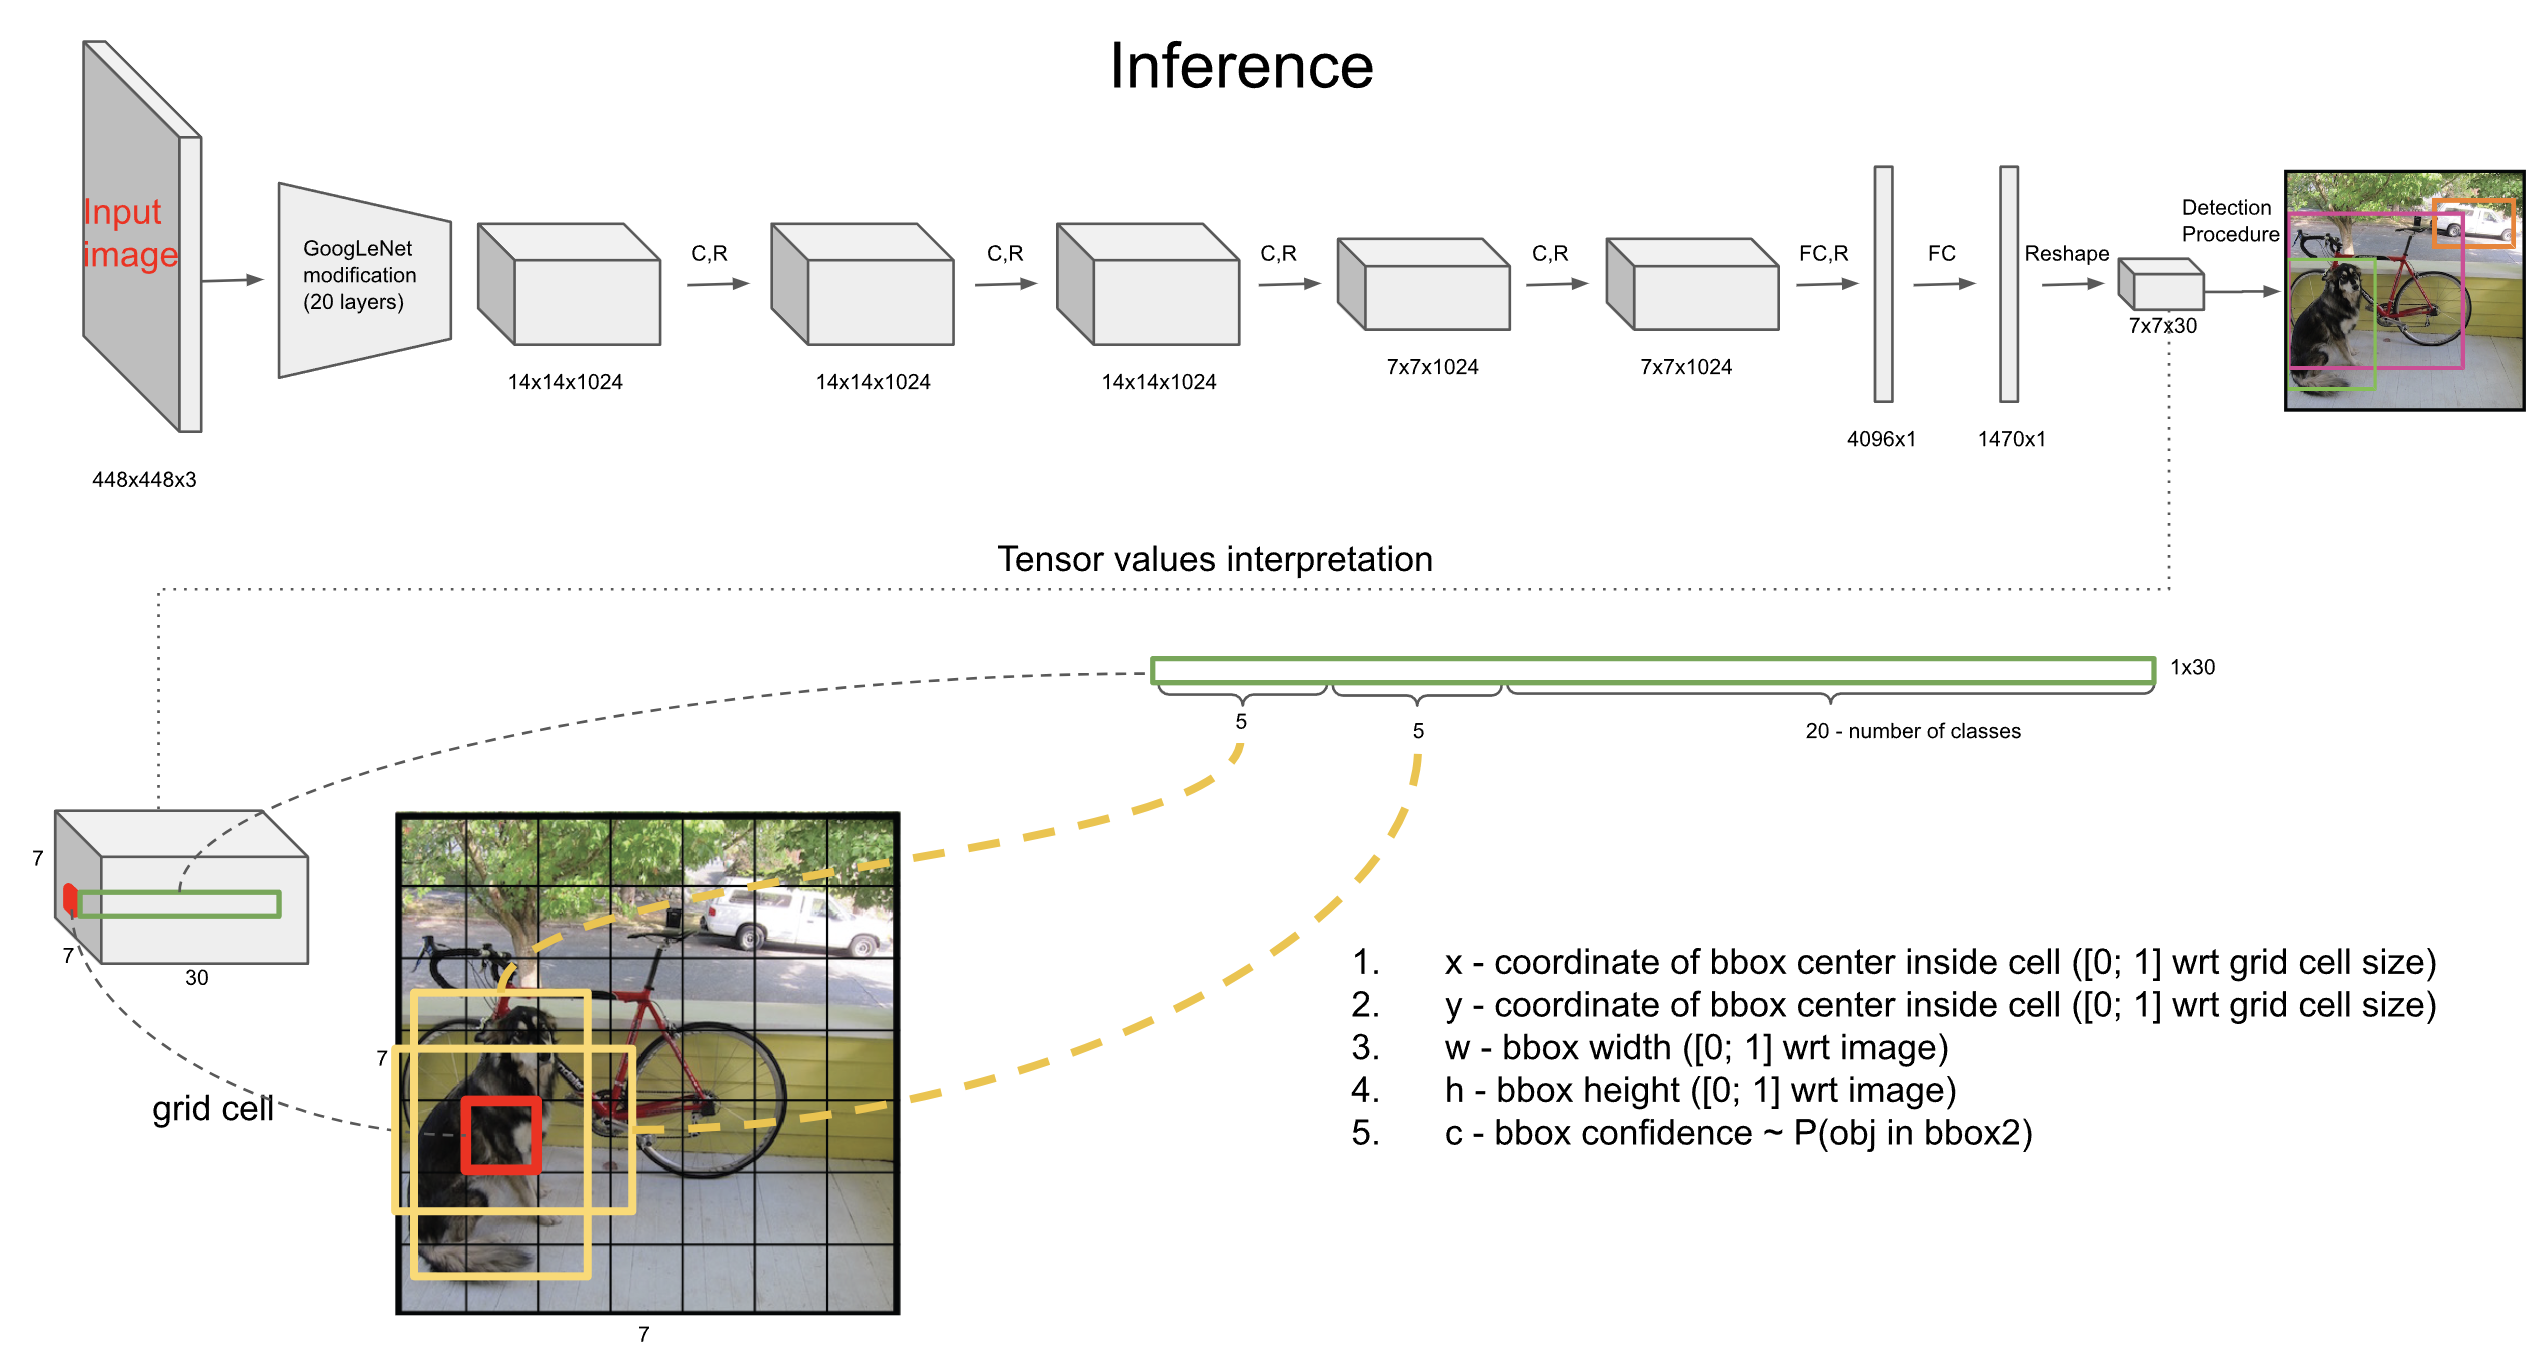 Inference
Input
image
448x448x3
GoogLeNet
modification
(20 layers)
14x14x1024
C,R
14x14x1024
C,R
14x14x1024
C,R
7x7x1024
C,R
7x7x1024
FC,R
4096x1
FC
1470x1
Reshape
7x7x30
Detection
Procedure
Tensor values interpretation
1x30
5
5
20 - number of classes
7
7
30
grid cell
7
7
1. x - coordinate of bbox center inside cell ([0; 1] wrt grid cell size)
2. y - coordinate of bbox center inside cell ([0; 1] wrt grid cell size)
3. w - bbox width ([0; 1] wrt image)
4. h - bbox height ([0; 1] wrt image)
5. c - bbox confidence ~ P(obj in bbox2)